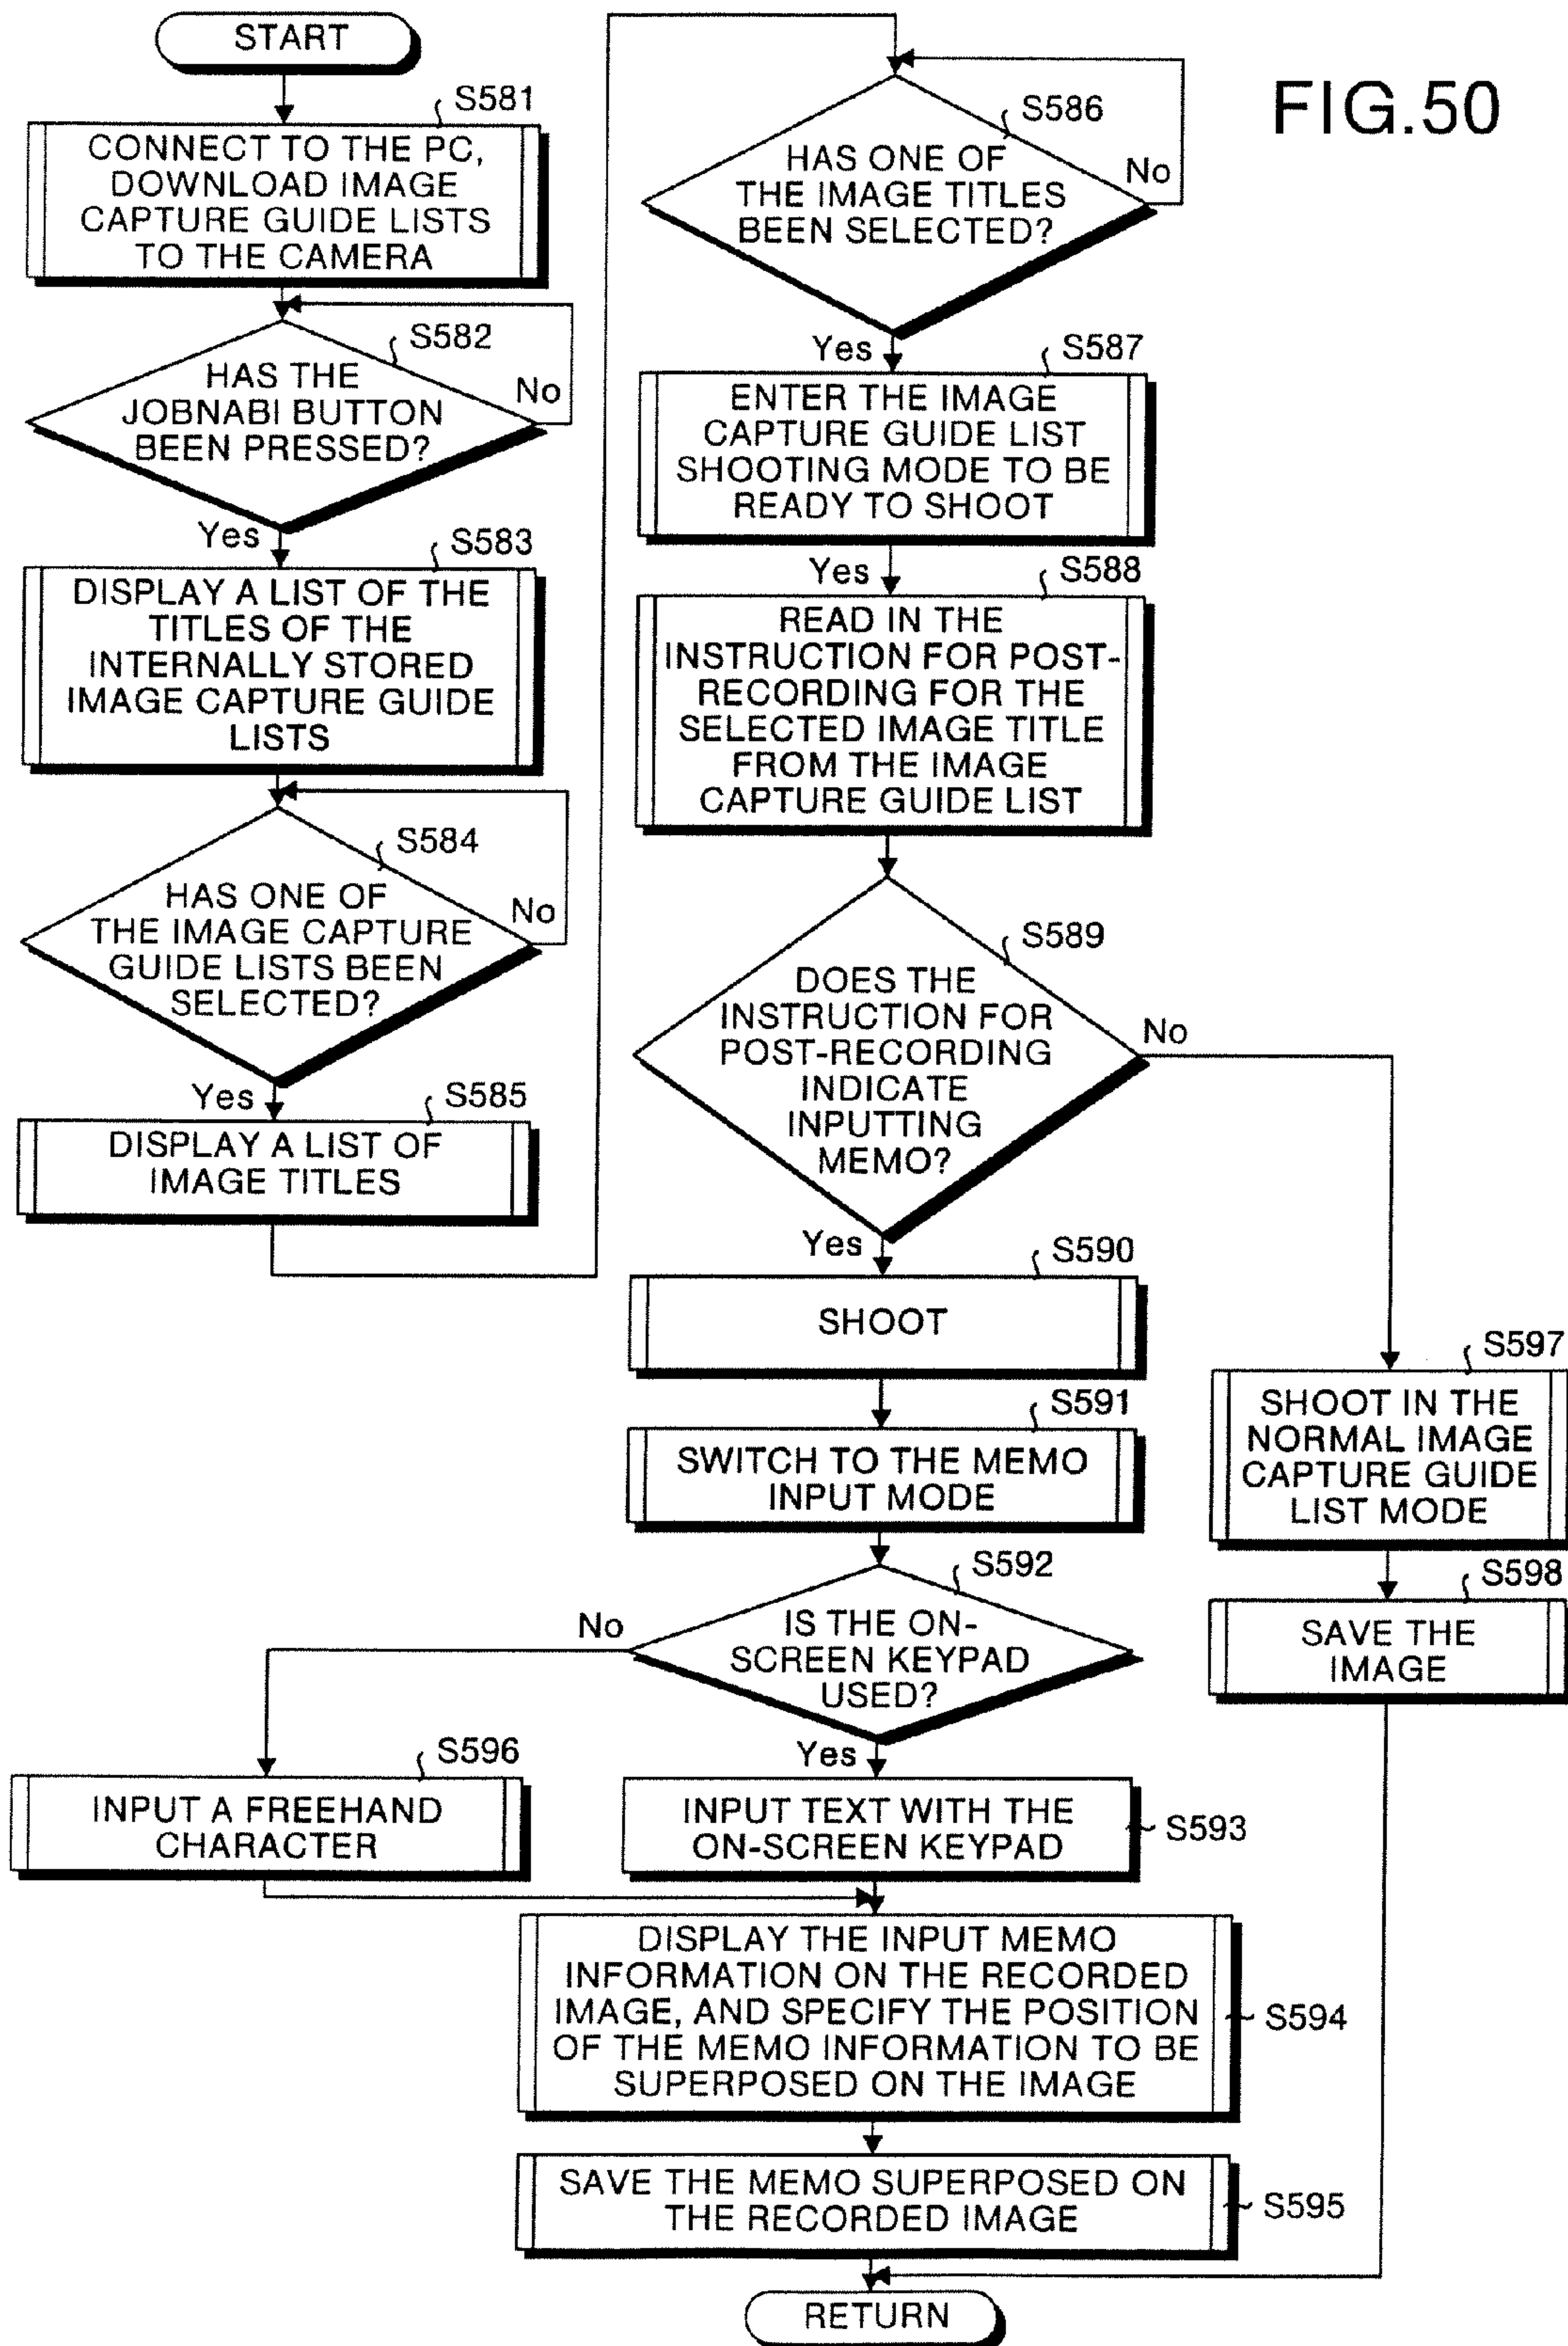 FIG.50
START
S581
CONNECT TO THE PC,
DOWNLOAD IMAGE
CAPTURE GUIDE LISTS
TO THE CAMERA
S582
HAS THE
JOBNABI BUTTON
BEEN PRESSED?
No
Yes
S583
DISPLAY A LIST OF THE
TITLES OF THE
INTERNALLY STORED
IMAGE CAPTURE GUIDE
LISTS
S584
HAS ONE OF
THE IMAGE CAPTURE
GUIDE LISTS BEEN
SELECTED?
No
Yes
S585
DISPLAY A LIST OF
IMAGE TITLES
S586
HAS ONE OF
THE IMAGE TITLES
BEEN SELECTED?
No
Yes
S587
ENTER THE IMAGE
CAPTURE GUIDE LIST
SHOOTING MODE TO BE
READY TO SHOOT
Yes
S588
READ IN THE
INSTRUCTION FOR POST-
RECORDING FOR THE
SELECTED IMAGE TITLE
FROM THE IMAGE
CAPTURE GUIDE LIST
S589
DOES THE
INSTRUCTION FOR
POST-RECORDING
INDICATE
INPUTTING
MEMO?
No
Yes
S590
SHOOT
S591
SWITCH TO THE MEMO
INPUT MODE
S592
IS THE ON-
SCREEN KEYPAD
USED?
No
Yes
S596
INPUT A FREEHAND
CHARACTER
INPUT TEXT WITH THE
ON-SCREEN KEYPAD
S593
DISPLAY THE INPUT MEMO
INFORMATION ON THE RECORDED
IMAGE, AND SPECIFY THE POSITION
OF THE MEMO INFORMATION TO BE
SUPERPOSED ON THE IMAGE
S594
SAVE THE MEMO SUPERPOSED ON
THE RECORDED IMAGE
S595
S597
SHOOT IN THE
NORMAL IMAGE
CAPTURE GUIDE
LIST MODE
S598
SAVE THE
IMAGE
RETURN